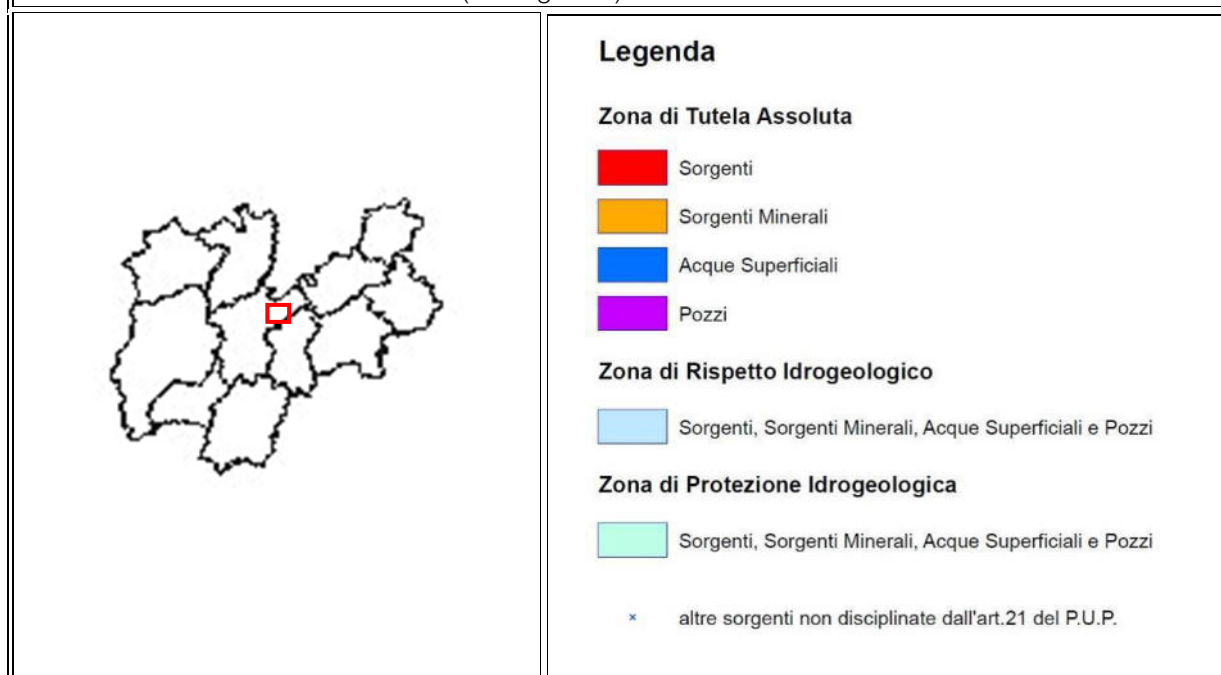 Legenda
Zona di Tutela Assoluta
Sorgenti
Sorgenti Minerali
Acque Superficiali
Pozzi
Zona di Rispetto Idrogeologico
Sorgenti, Sorgenti Minerali, Acque Superficiali e Pozzi
Zona di Protezione Idrogeologica
Sorgenti, Sorgenti Minerali, Acque Superficiali e Pozzi
altre sorgenti non disciplinate dall'art.21 del P.U.P.